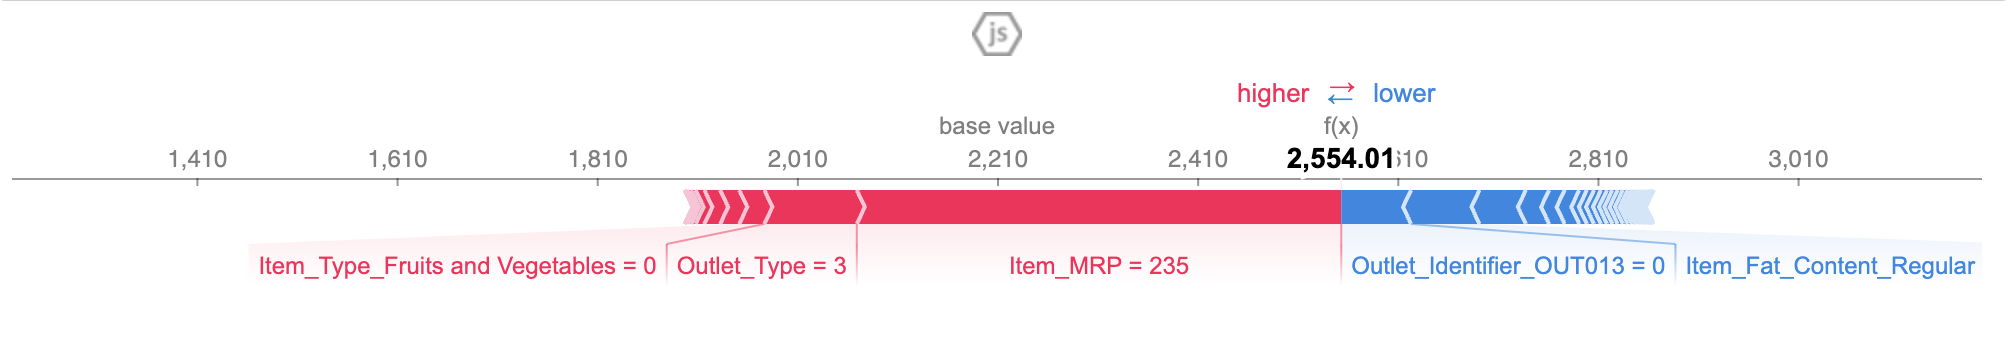 js
higher lower
base value f(x)
1,410 1,610 1,810 2,010 2,210 2,410 2,554.01 2,810 3,010
Item_Type_Fruits and Vegetables = 0 Outlet_Type = 3 Item_MRP = 235 Outlet_Identifier_OUT013 = 0 Item_Fat_Content_Regular